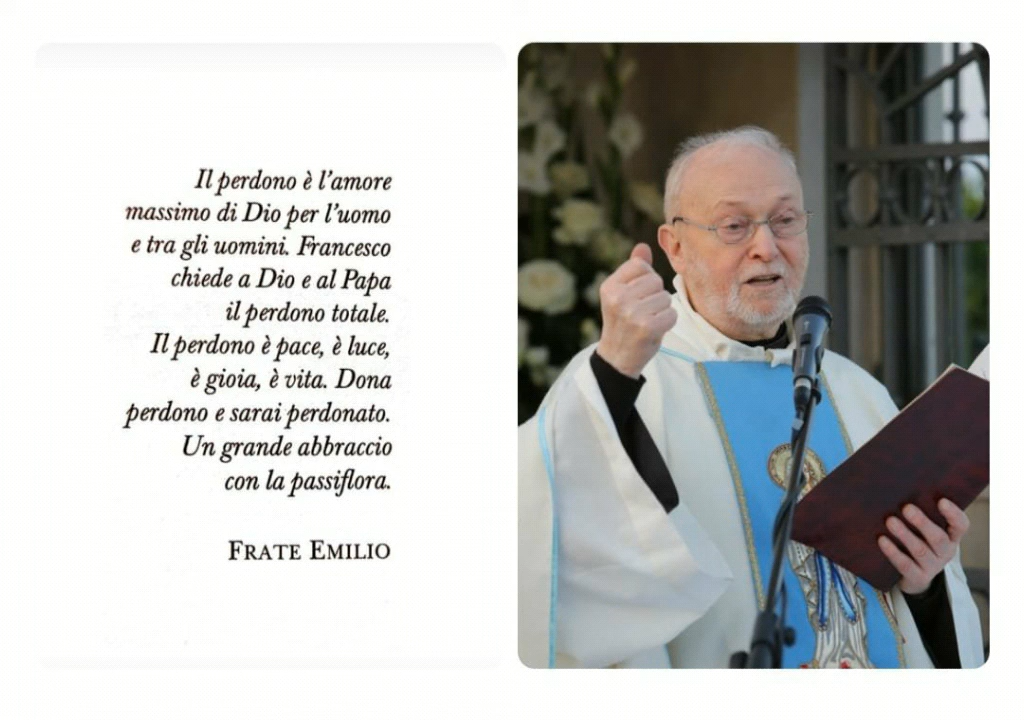 Il perdono è l'amore
massimo di Dio per l'uomo
e tra gli uomini. Francesco
chiede a Dio e al Papa
il perdono totale.
Il perdono è pace, è luce,
è gioia, è vita. Dona
perdono e sarai perdonato.
Un grande abbraccio
con la passiflora.
FRATE EMILIO